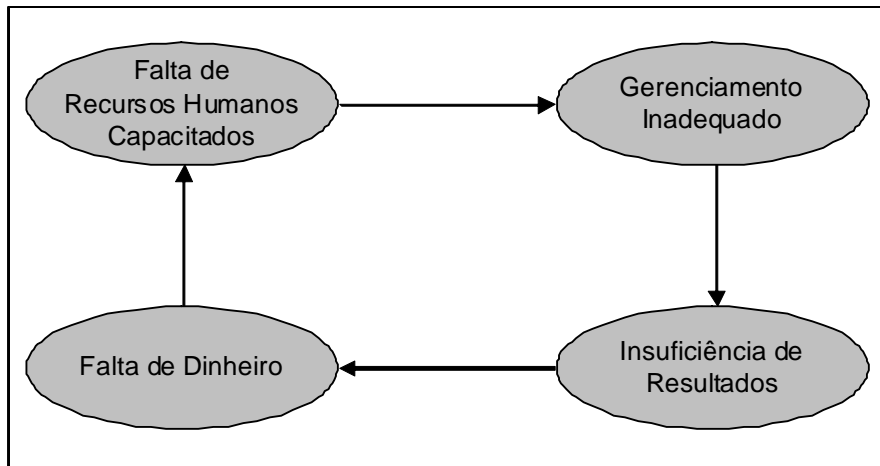 Falta de
Recursos Humanos
Capacitados
Gerenciamento
Inadequado
Falta de Dinheiro
Insuficiência de
Resultados